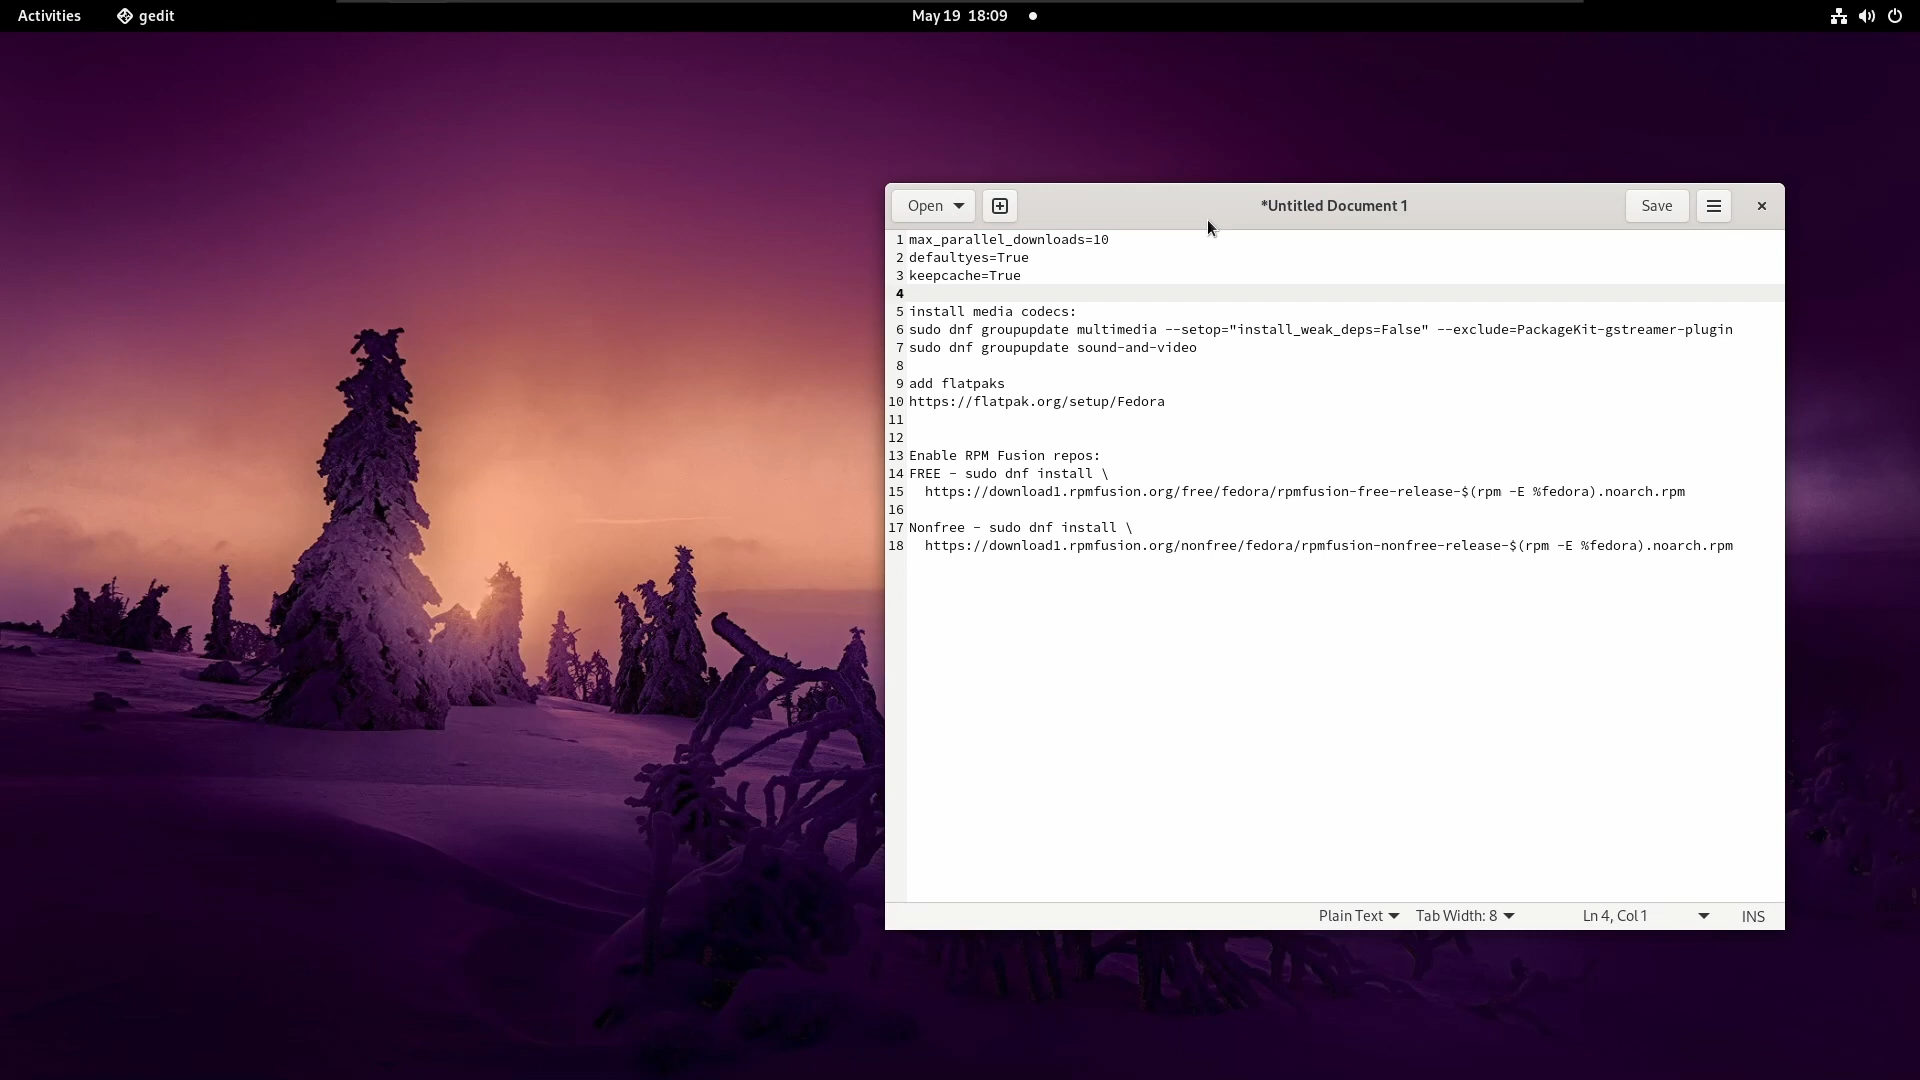 Activities gedit May 19 18:09
Open *Untitled Document 1 Save
1 max_parallel_downloads=10
2 defaultyes=True
3 keepcache=True
4
5 install media codecs:
6 sudo dnf groupupdate multimedia --setop="install_weak_deps=False" --exclude=PackageKit-gstreamer-plugin
7 sudo dnf groupupdate sound-and-video
8
9 add flatpaks
10 https://flatpak.org/setup/Fedora
11
12
13 Enable RPM Fusion repos:
14 FREE - sudo dnf install \
15   https://download1.rpmfusion.org/free/fedora/rpmfusion-free-release-$(rpm -E %fedora).noarch.rpm
16
17 Nonfree - sudo dnf install \
18   https://download1.rpmfusion.org/nonfree/fedora/rpmfusion-nonfree-release-$(rpm -E %fedora).noarch.rpm
Plain Text Tab Width: 8 Ln 4, Col 1 INS